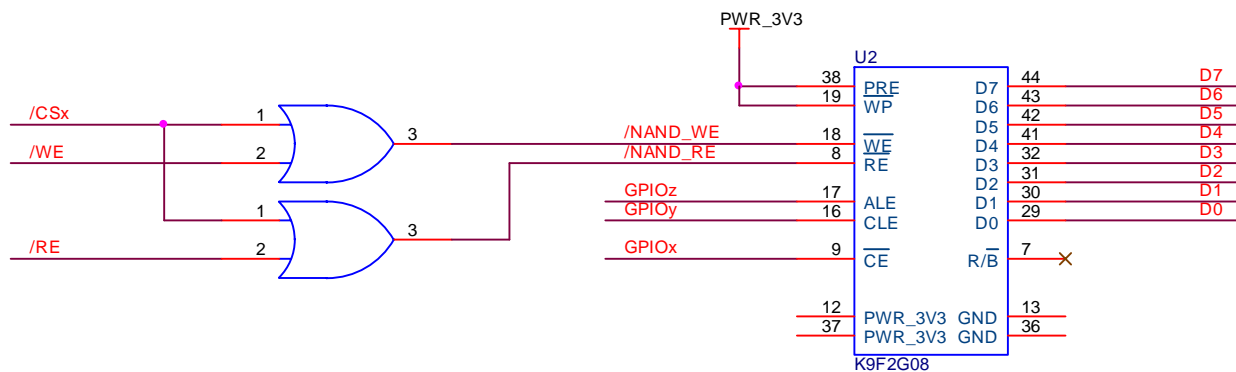 PWR_3V3
U2
/CSx
1
/WE
2
3
/NAND_WE
/NAND_RE
1
/RE
2
3
GPIOz
GPIOy
GPIOx
38 PRE D7 44 D7
19 WP D6 43 D6
D5 42 D5
18 WE D4 41 D4
8 RE D3 32 D3
D2 31 D2
17 ALE D1 30 D1
16 CLE D0 29 D0
9 CE R/B 7
12 PWR_3V3 GND 13
37 PWR_3V3 GND 36
K9F2G08